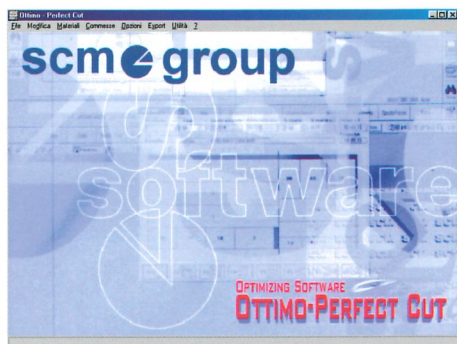 Ottimo - Perfect Cut
File Modifica Materiali Commesse Opzioni Export Utilità ?
scm group
software
OPTIMIZING SOFTWARE
OTTIMO-PERFECT CUT